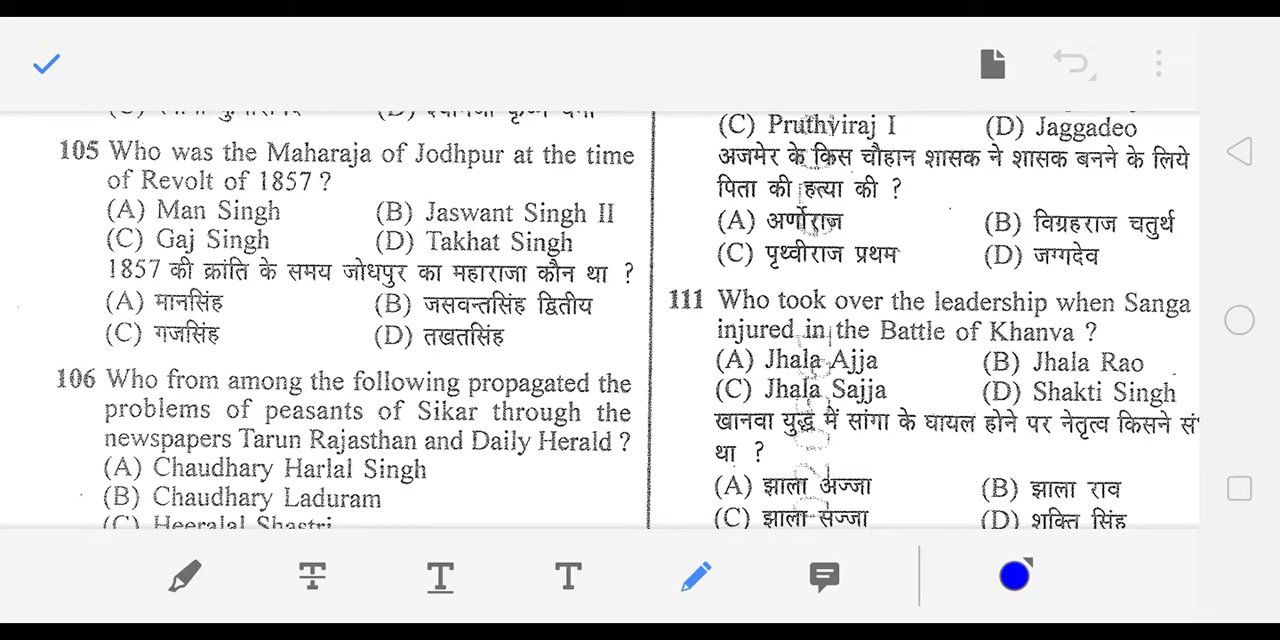 105 Who was the Maharaja of Jodhpur at the time
of Revolt of 1857 ?
(A) Man Singh (B) Jaswant Singh II
(C) Gaj Singh (D) Takhat Singh
1857 की क्रांति के समय जोधपुर का महाराजा कौन था ?
(A) मानसिंह (B) जसवन्तसिंह द्वितीय
(C) गजसिंह (D) तखतसिंह
106 Who from among the following propagated the
problems of peasants of Sikar through the
newspapers Tarun Rajasthan and Daily Herald ?
(A) Chaudhary Harlal Singh
(B) Chaudhary Laduram
(C) Heeralal Shastri
(C) Pruthviraj I (D) Jaggadeo
अजमेर के किस चौहान शासक ने शासक बनने के लिये
पिता की हत्या की ?
(A) अर्णोराज (B) विग्रहराज चतुर्थ
(C) पृथ्वीराज प्रथम (D) जग्गदेव
111 Who took over the leadership when Sanga
injured in the Battle of Khanva ?
(A) Jhala Ajja (B) Jhala Rao
(C) Jhala Sajja (D) Shakti Singh
खानवा युद्ध में सांगा के घायल होने पर नेतृत्व किसने
था ?
(A) झाला अज्जा (B) झाला राव
(C) झाला सज्जा (D) शक्ति सिंह